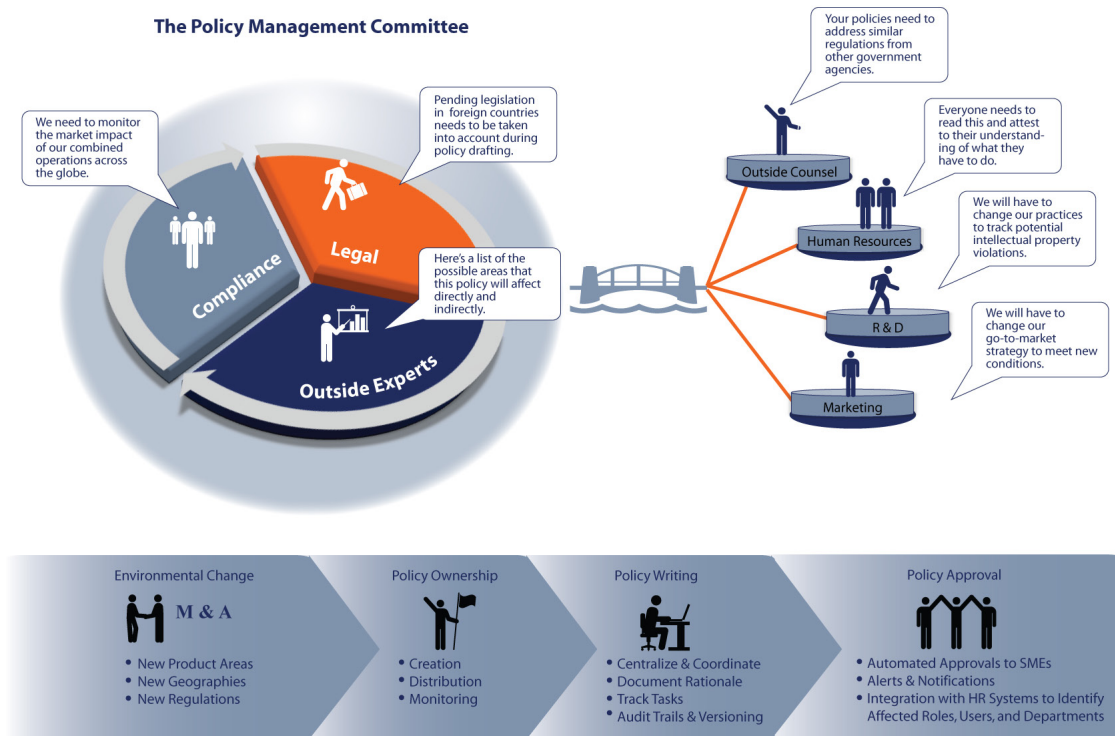 The Policy Management Committee
We need to monitor
the market impact
of our combined
operations across
the globe.
Pending legislation
in foreign countries
needs to be taken
into account during
policy drafting.
Here's a list of the
possible areas that
this policy will affect
directly and
indirectly.
Compliance
Legal
Outside Experts
Your policies need to
address similar
regulations from
other government
agencies.
Outside Counsel
Everyone needs to
read this and attest
to their understand-
ing of what they
have to do.
Human Resources
We will have to
change our practices
to track potential
intellectual property
violations.
R & D
We will have to
change our
go-to-market
strategy to meet new
conditions.
Marketing
Environmental Change
M & A
• New Product Areas
• New Geographies
• New Regulations
Policy Ownership
• Creation
• Distribution
• Monitoring
Policy Writing
• Centralize & Coordinate
• Document Rationale
• Track Tasks
• Audit Trails & Versioning
Policy Approval
• Automated Approvals to SMEs
• Alerts & Notifications
• Integration with HR Systems to Identify
Affected Roles, Users, and Departments